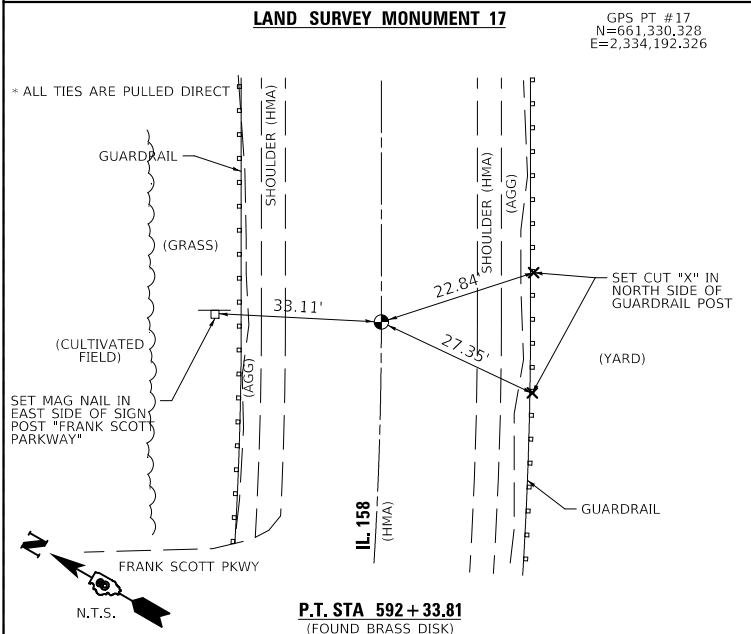 LAND SURVEY MONUMENT 17
GPS PT #17
N=661,330.328
E=2,334,192.326
* ALL TIES ARE PULLED DIRECT
GUARDRAIL
SHOULDER (HMA)
(GRASS)
SHOULDER (HMA)
(AGG)
22.84'
33.11'
27.35'
SET CUT "X" IN
NORTH SIDE OF
GUARDRAIL POST
(CULTIVATED
FIELD)
(AGG)
(YARD)
SET MAG NAIL IN
EAST SIDE OF SIGN
POST "FRANK SCOTT
PARKWAY"
IL. 158
(HMA)
GUARDRAIL
N
FRANK SCOTT PKWY
N.T.S.
P.T. STA 592+33.81
(FOUND BRASS DISK)